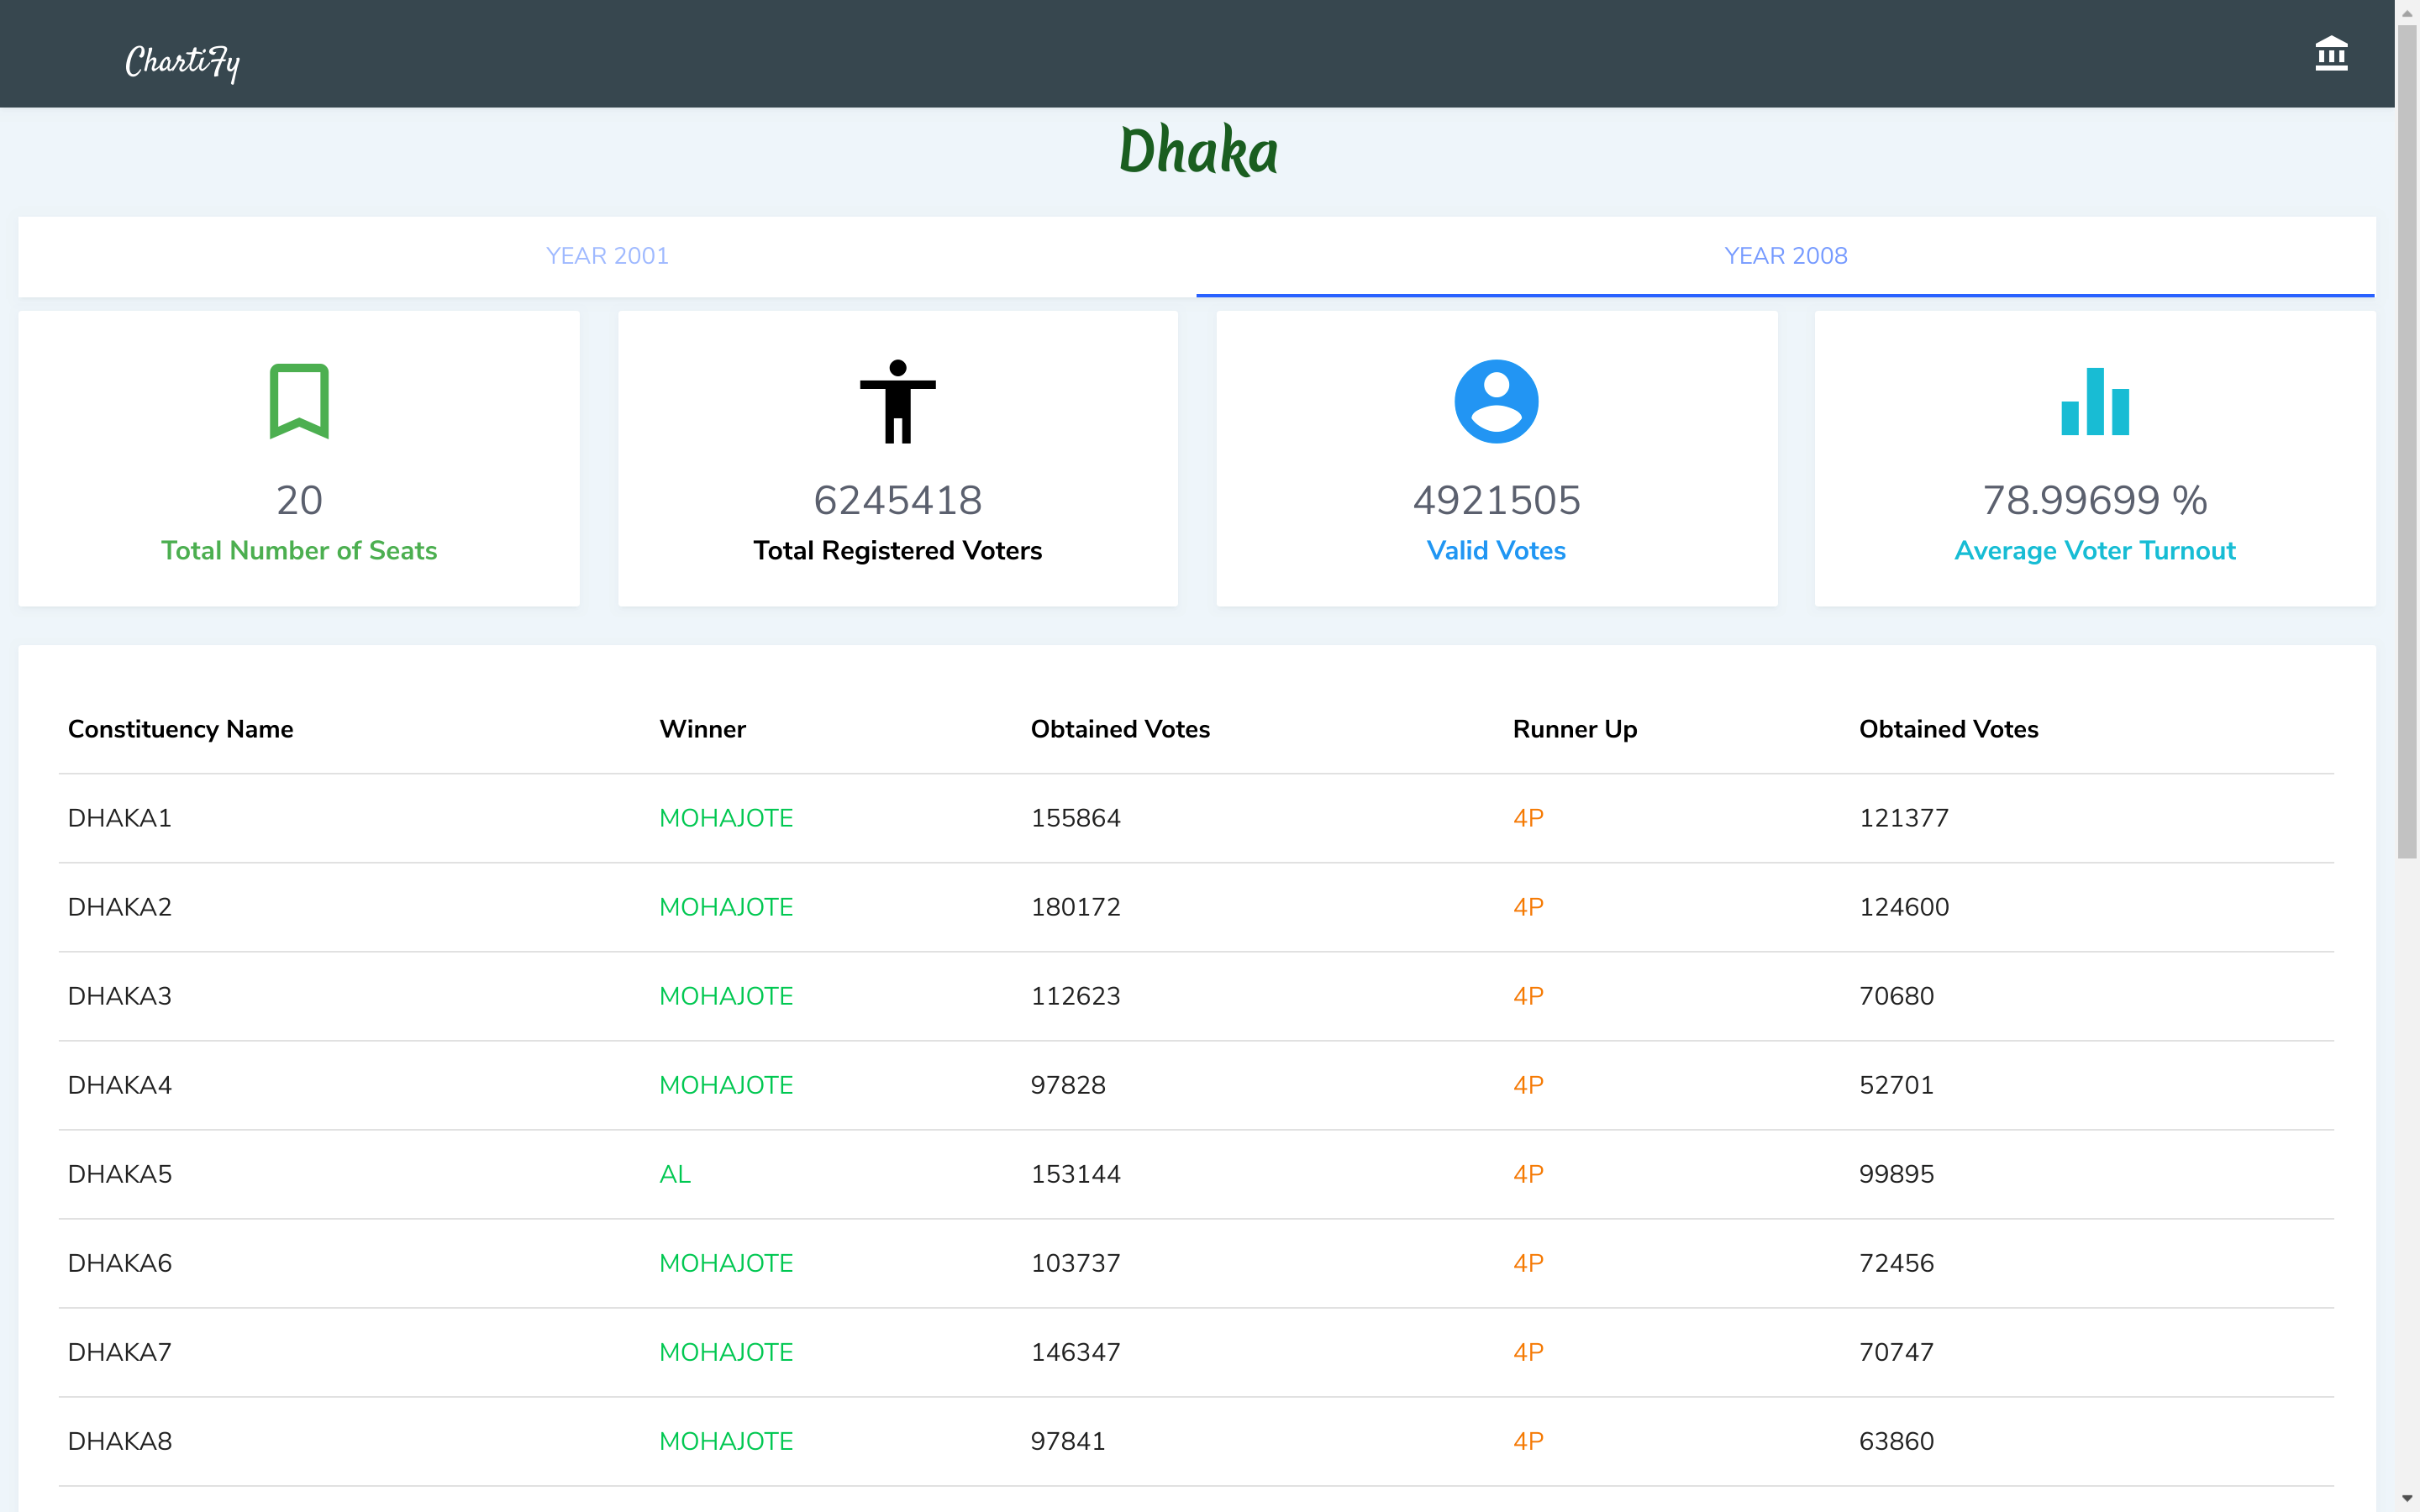 ChartiFy
Dhaka
YEAR 2001 YEAR 2008
20 6245418 4921505 78.99699 %
Total Number of Seats Total Registered Voters Valid Votes Average Voter Turnout
Constituency Name Winner Obtained Votes Runner Up Obtained Votes
DHAKA1 MOHAJOTE 155864 4P 121377
DHAKA2 MOHAJOTE 180172 4P 124600
DHAKA3 MOHAJOTE 112623 4P 70680
DHAKA4 MOHAJOTE 97828 4P 52701
DHAKA5 AL 153144 4P 99895
DHAKA6 MOHAJOTE 103737 4P 72456
DHAKA7 MOHAJOTE 146347 4P 70747
DHAKA8 MOHAJOTE 97841 4P 63860